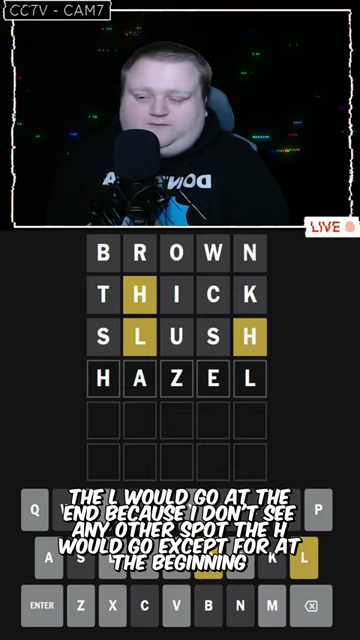 CCTV - CAM7
LIVE
BROWN
THICK
SLUSH
HAZEL
Q P
THE L WOULD GO AT THE
END BECAUSE I DON'T SEE
ANY OTHER SPOT THE H
WOULD GO EXCEPT FOR AT
THE BEGINNING
A K L
ENTER Z X C V B N M